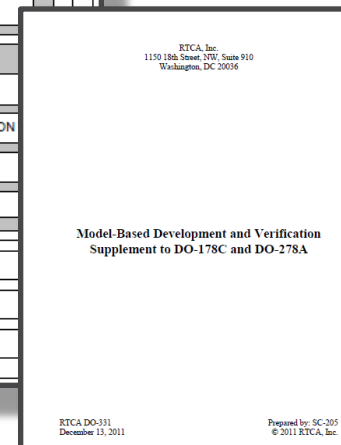 RTCA, Inc.
1150 18th Street, NW, Suite 910
Washington, DC 20036
ON
Model-Based Development and Verification
Supplement to DO-178C and DO-278A
RTCA DO-331
December 13, 2011
Prepared by: SC-205
© 2011 RTCA, Inc.